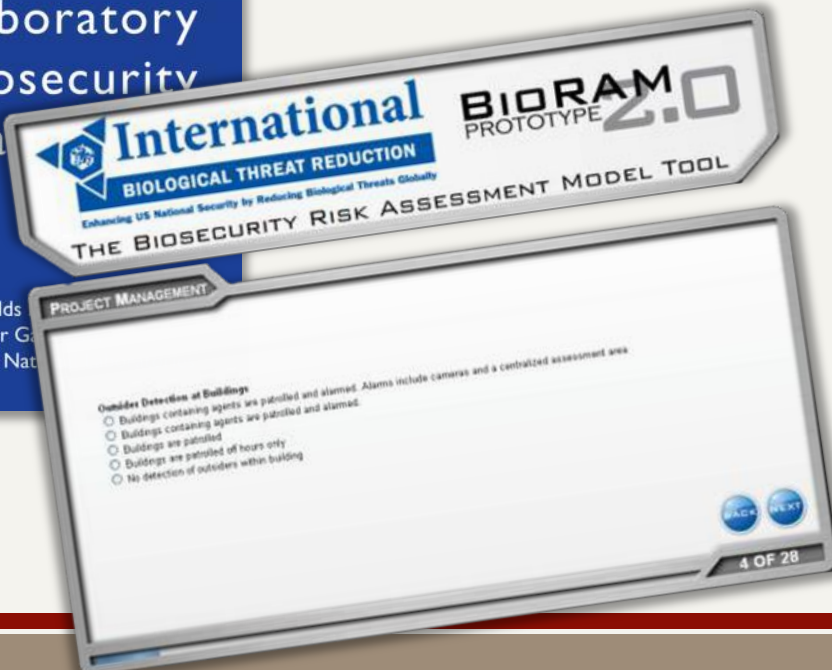 boratory
osecurity
International
BIOLOGICAL THREAT REDUCTION
Enhancing US National Security by Reducing Biological Threats Globally
BIORAM
PROTOTYPE 2.0
THE BIOSECURITY RISK ASSESSMENT MODEL TOOL
lds
r Ga
Nat
PROJECT MANAGEMENT
Outsider Detection at Buildings
Buildings containing agents are patrolled and alarmed. Alarms include cameras and a centralized assessment area
Buildings containing agents are patrolled and alarmed.
Buildings are patrolled
Buildings are patrolled off hours only
No detection of outsiders within building
BACK
NEXT
4 OF 28